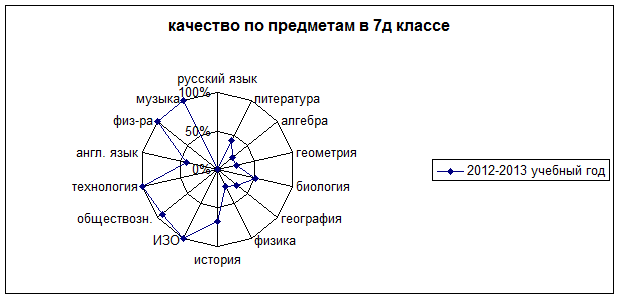 качество по предметам в 7д классе
русский язык
литература
алгебра
геометрия
биология
география
физика
история
ИЗО
обществозн.
технология
англ. язык
физ-ра
музыка
100%
50%
0%
2012-2013 учебный год